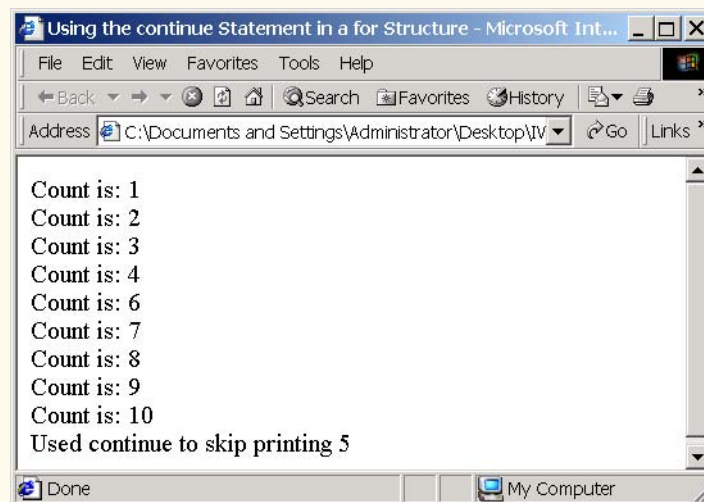 Using the continue Statement in a for Structure - Microsoft Int...
File Edit View Favorites Tools Help
Back Search Favorites History »
Address C:\Documents and Settings\Administrator\Desktop\IV Go Links »
Count is: 1
Count is: 2
Count is: 3
Count is: 4
Count is: 6
Count is: 7
Count is: 8
Count is: 9
Count is: 10
Used continue to skip printing 5
Done My Computer